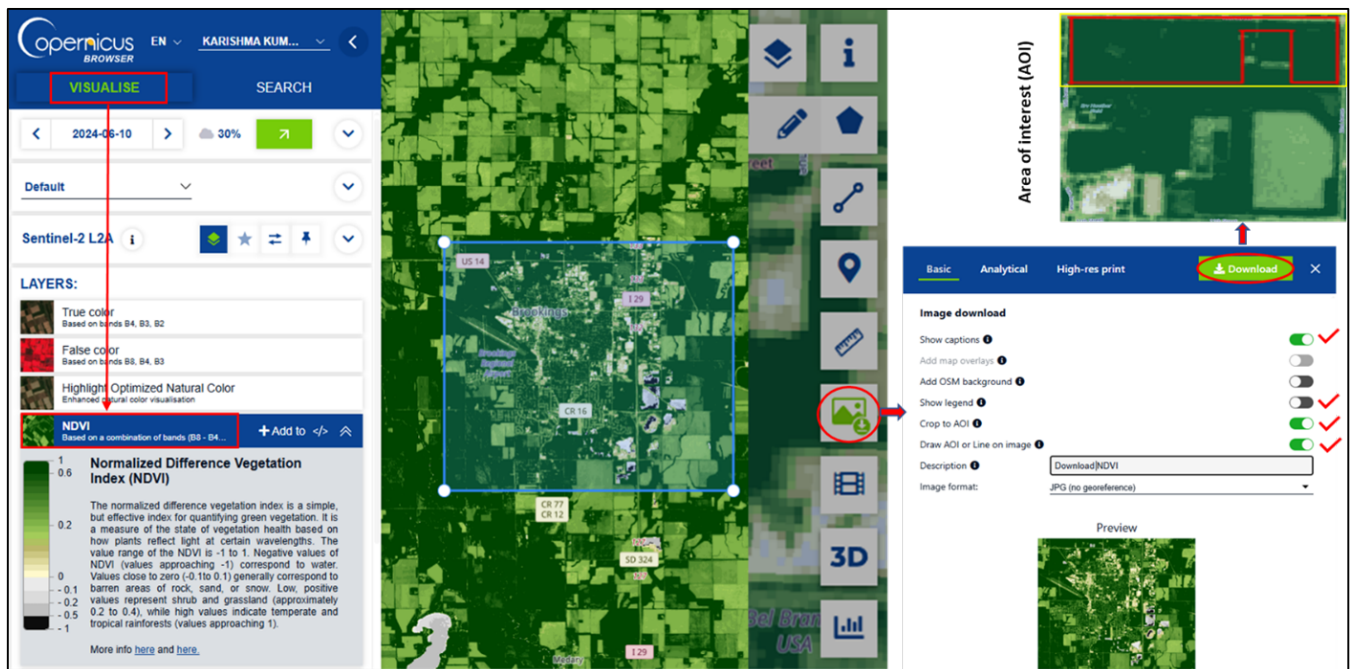 Copernicus
BROWSER
EN
KARISHMA KUM...
VISUALISE
SEARCH
2024-06-10
30%
Default
Sentinel-2 L2A
LAYERS:
True color
Based on bands B4, B3, B2
False color
Based on bands B8, B4, B3
Highlight Optimized Natural Color
Enhanced natural color visualisation
NDVI
Based on a combination of bands (B8 - B4...
+ Add to </>
1
0.6
0.2
0
- 0.1
- 0.2
- 0.5
- 1
Normalized Difference Vegetation
Index (NDVI)
The normalized difference vegetation index is a simple,
but effective index for quantifying green vegetation. It is
a measure of the state of vegetation health based on
how plants reflect light at certain wavelengths. The
value range of the NDVI is -1 to 1. Negative values of
NDVI (values approaching -1) correspond to water.
Values close to zero (-0.1to 0.1) generally correspond to
barren areas of rock, sand, or snow. Low, positive
values represent shrub and grassland (approximately
0.2 to 0.4), while high values indicate temperate and
tropical rainforests (values approaching 1).
More info here and here.
US 14
I 29
Brookings
Brookings
Regional
Airport
CR 16
CR 77
CR 12
SD 324
I 29
Medary
reet
3D
Bel Bran
USA
Area of interest (AOI)
Basic
Analytical
High-res print
Download
Image download
Show captions
Add map overlays
Add OSM background
Show legend
Crop to AOI
Draw AOI or Line on image
Description
Download|NDVI
Image format:
JPG (no georeference)
Preview